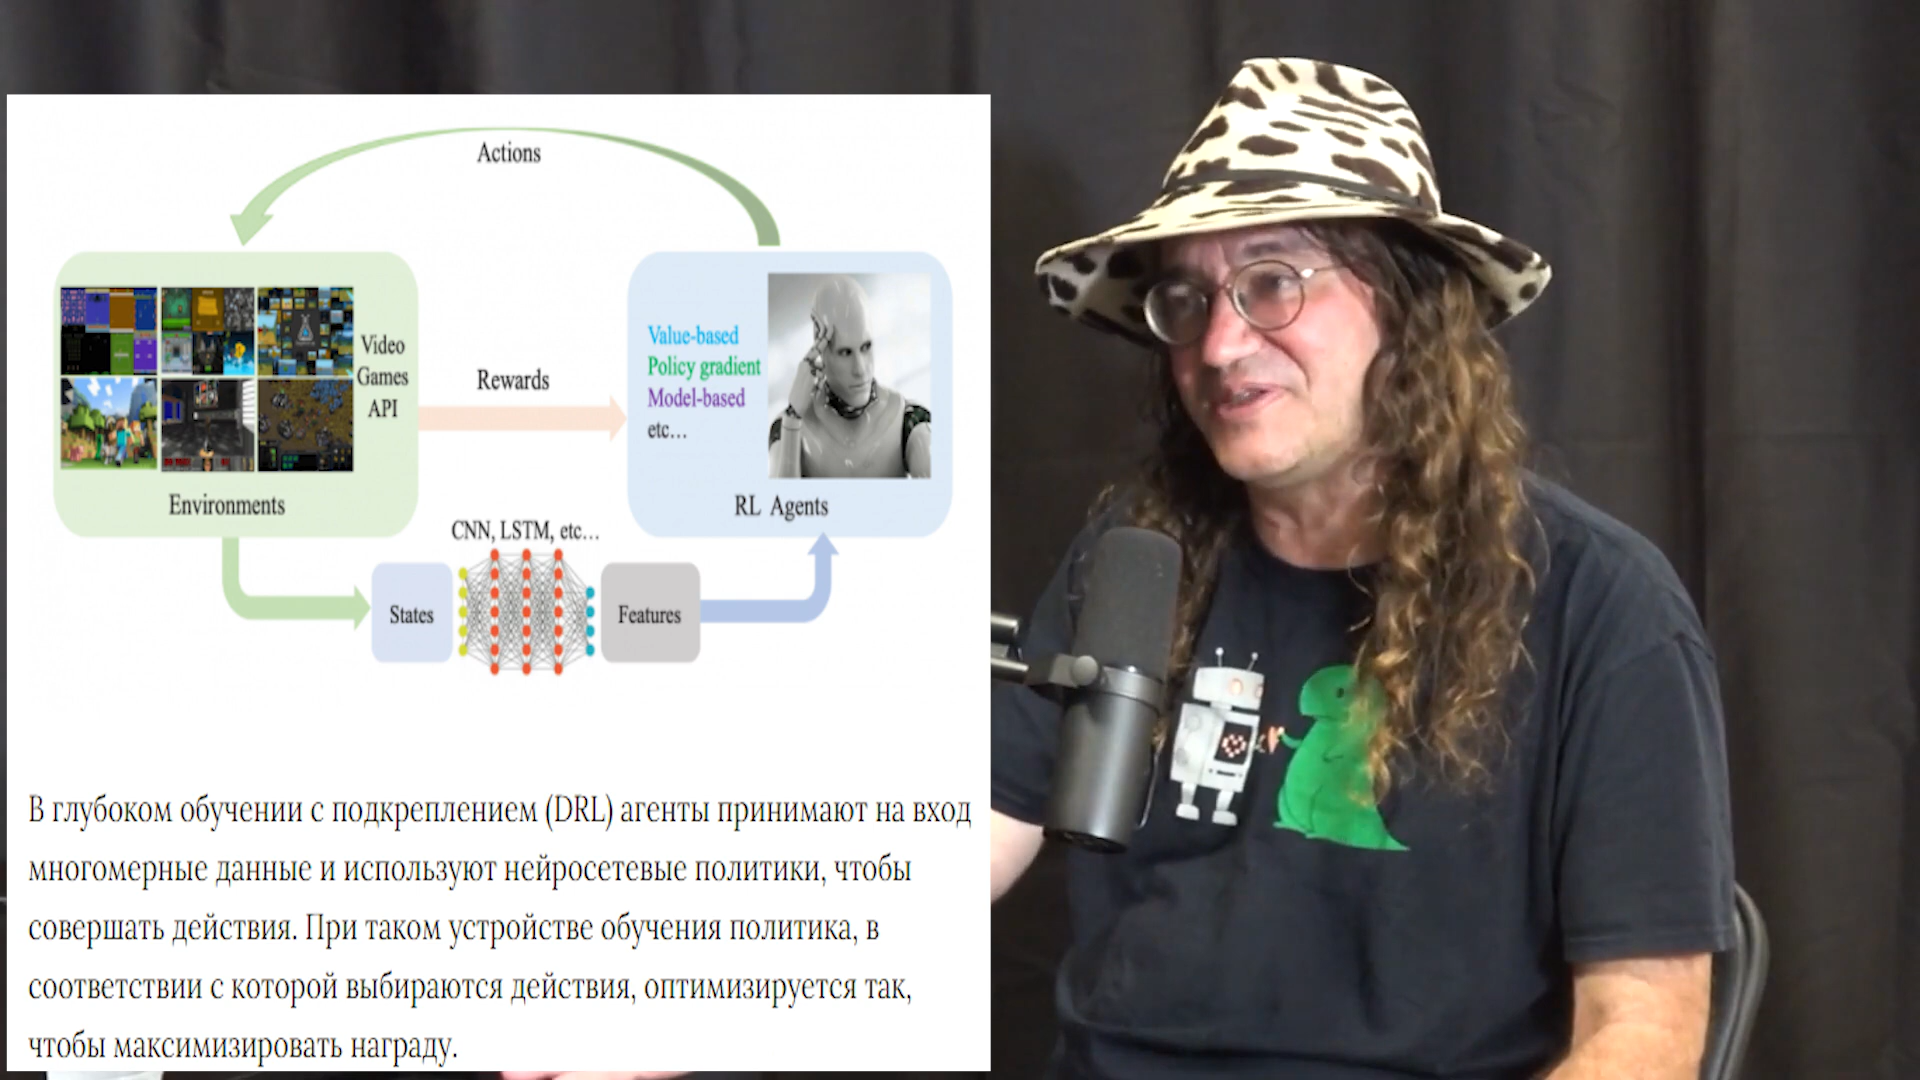 Actions
Video
Games
API
Environments
Rewards
Value-based
Policy gradient
Model-based
etc...
RL Agents
CNN, LSTM, etc...
States
Features
В глубоком обучении с подкреплением (DRL) агенты принимают на вход
многомерные данные и используют нейросетевые политики, чтобы
совершать действия. При таком устройстве обучения политика, в
соответствии с которой выбираются действия, оптимизируется так,
чтобы максимизировать награду.